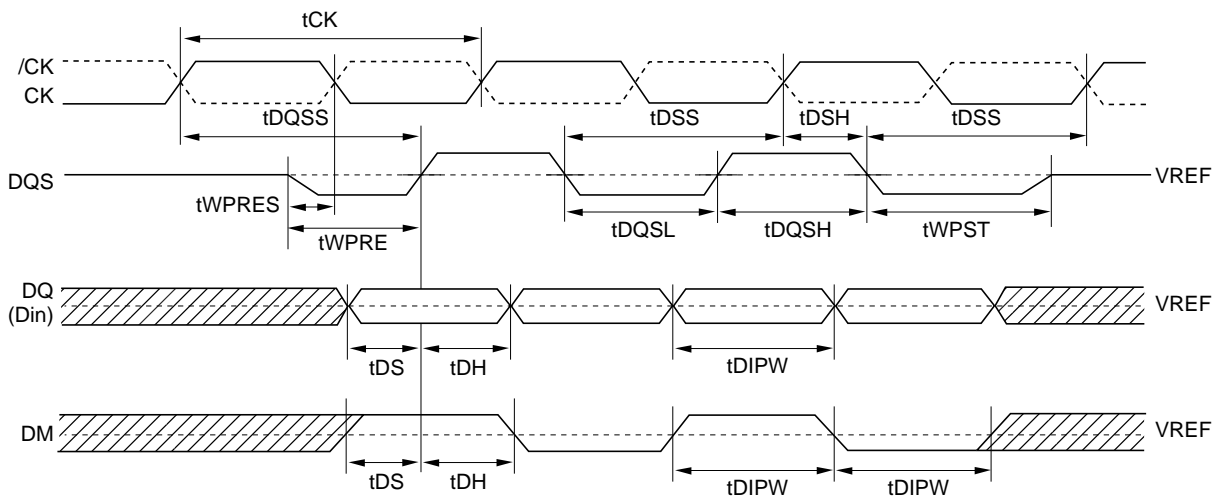 tCK
/CK
CK
tDQSS
tDSS
tDSH
tDSS
DQS
VREF
tWPRES
tDQSL
tDQSH
tWPST
tWPRE
DQ
(Din)
VREF
tDS
tDH
tDIPW
DM
VREF
tDS
tDH
tDIPW
tDIPW